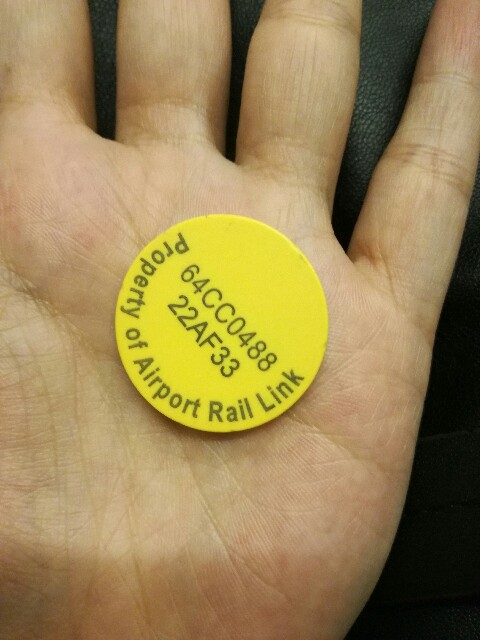 64CC0488
22AF33
Property of Airport Rail Link